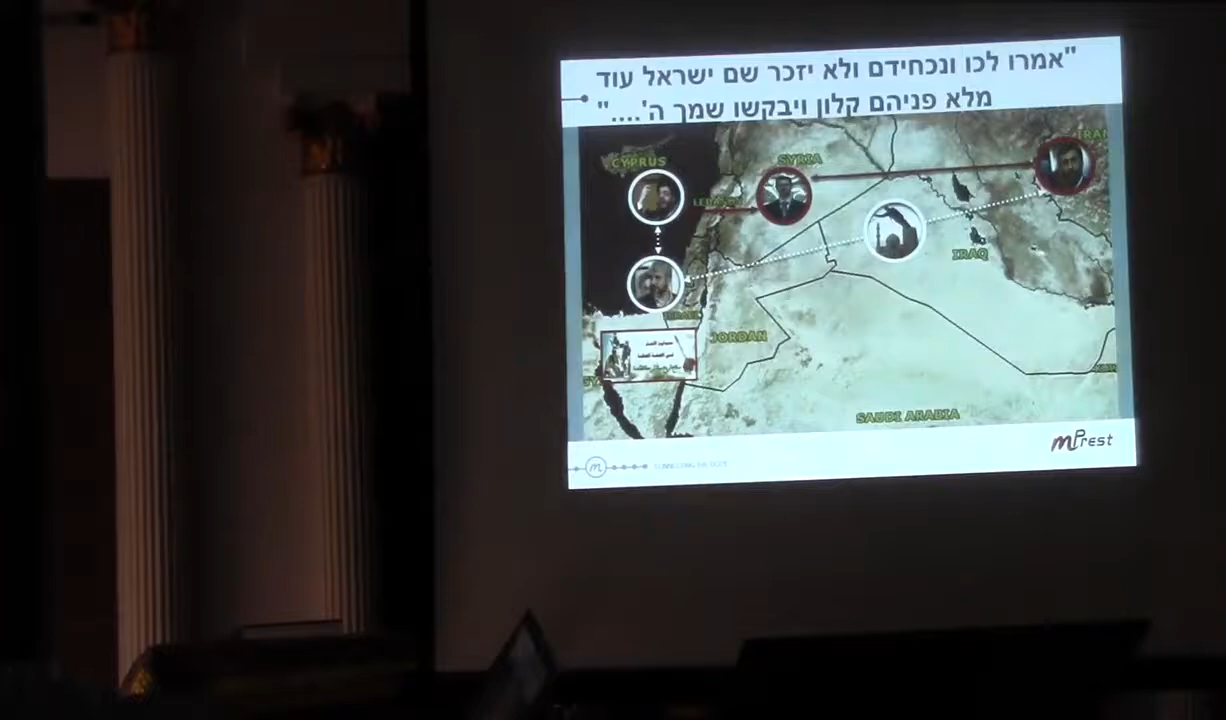 "אמרו לכו ונכחידם ולא יזכר שם ישראל עוד
מלא פניהם קלון ויבקשו שמך ה'...."
CYPRUS
SYRIA
IRAN
IRAQ
JORDAN
SAUDI ARABIA
mPrest
m